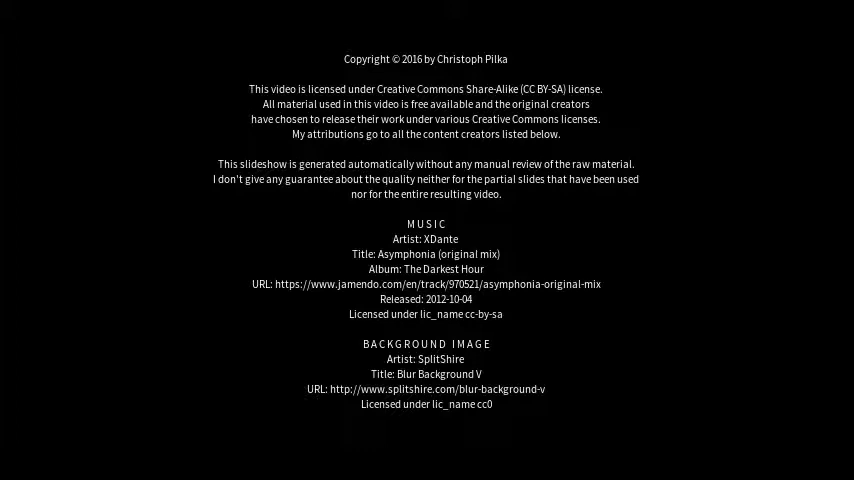 Copyright © 2016 by Christoph Pilka
This video is licensed under Creative Commons Share-Alike (CC BY-SA) license.
All material used in this video is free available and the original creators
have chosen to release their work under various Creative Commons licenses.
My attributions go to all the content creators listed below.
This slideshow is generated automatically without any manual review of the raw material.
I don't give any guarantee about the quality neither for the partial slides that have been used
nor for the entire resulting video.
MUSIC
Artist: XDante
Title: Asymphonia (original mix)
Album: The Darkest Hour
URL: https://www.jamendo.com/en/track/970521/asymphonia-original-mix
Released: 2012-10-04
Licensed under lic_name cc-by-sa
BACKGROUND IMAGE
Artist: SplitShire
Title: Blur Background V
URL: http://www.splitshire.com/blur-background-v
Licensed under lic_name cc0